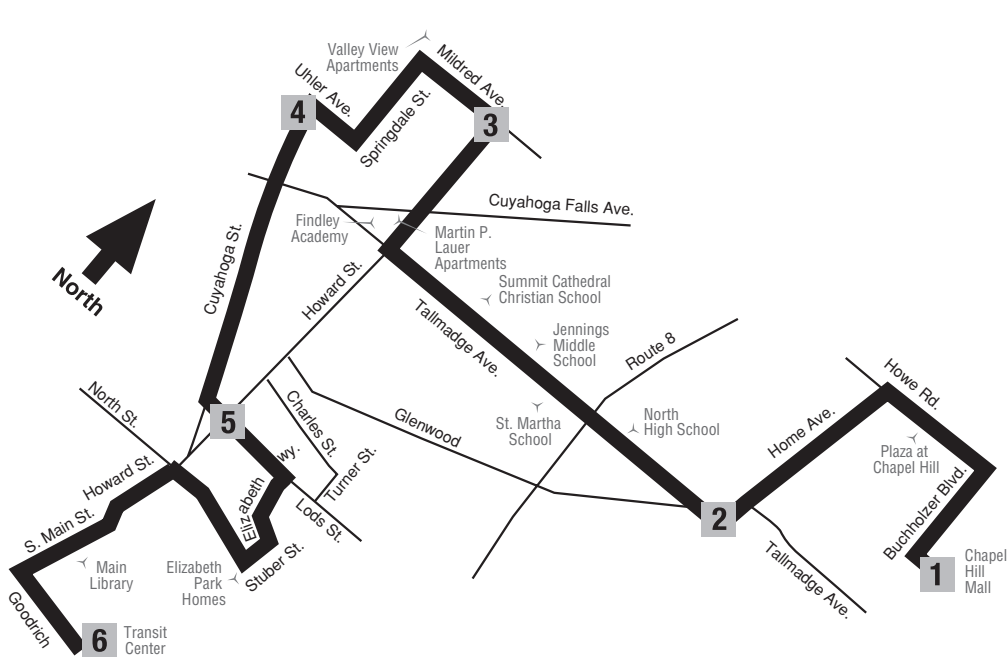 Valley View
Apartments
Mildred Ave.
Uhler Ave.
4
Springdale St.
3
Cuyahoga Falls Ave.
Findley
Academy
Martin P.
Lauer
Apartments
North
Cuyahoga St.
Howard St.
Summit Cathedral
Christian School
Tallmadge Ave.
Jennings
Middle
School
Route 8
Howe Rd.
North St.
5
Charles St.
Glenwood
St. Martha
School
North
High School
Home Ave.
Plaza at
Chapel Hill
Howard St.
Elizabeth
wy.
Turner St.
Lods St.
Buchholzer Blvd.
S. Main St.
2
Main
Library
Elizabeth
Park
Homes
Stuber St.
Tallmadge Ave.
1
Chapel
Hill
Mall
Goodrich
6
Transit
Center